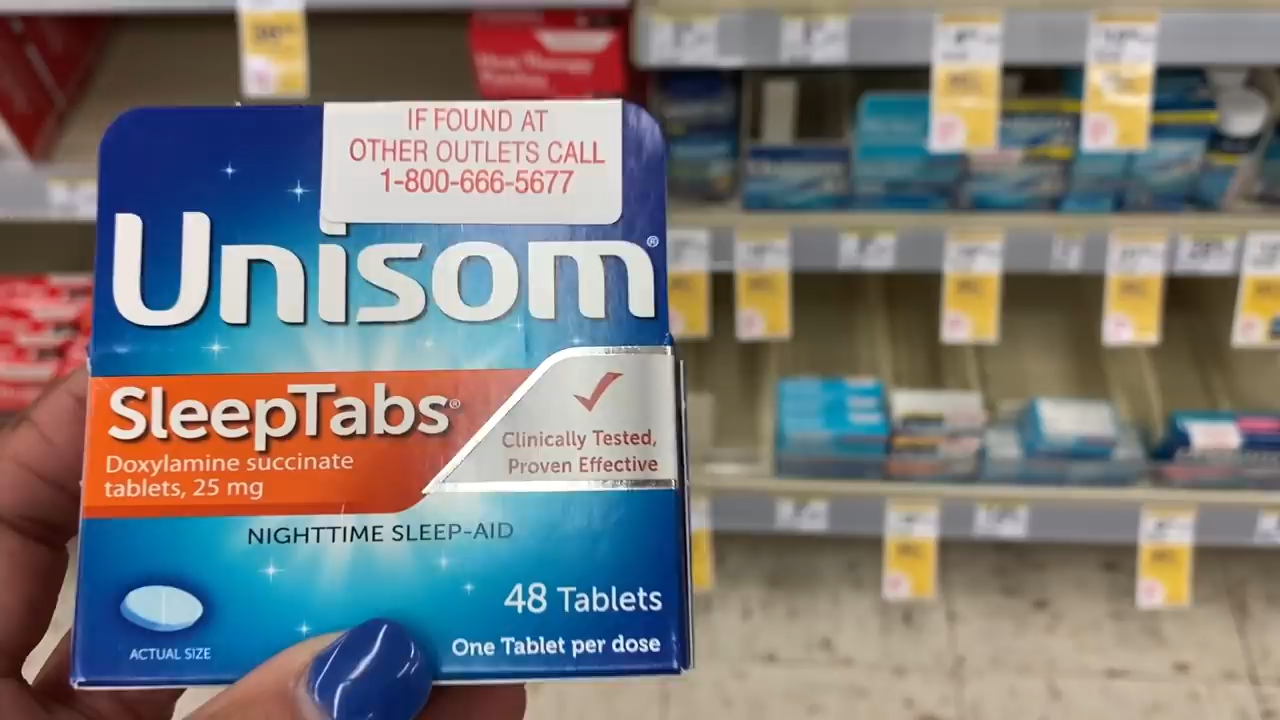 IF FOUND AT
OTHER OUTLETS CALL
1-800-666-5677
Unisom®
SleepTabs®
Doxylamine succinate
tablets, 25 mg
Clinically Tested,
Proven Effective
NIGHTTIME SLEEP-AID
48 Tablets
One Tablet per dose
ACTUAL SIZE